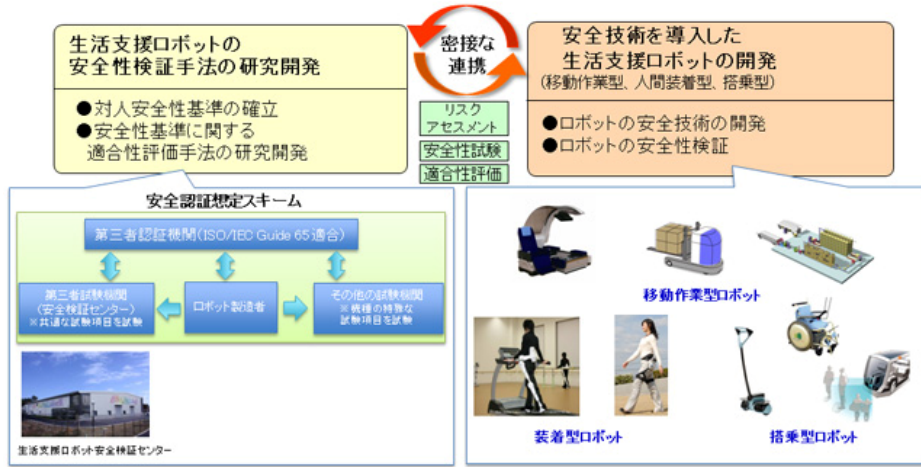 生活支援ロボットの
安全性検証手法の研究開発
●対人安全性基準の確立
●安全性基準に関する
適合性評価手法の研究開発
密接な
連携
リスク
アセスメント
安全性試験
適合性評価
安全技術を導入した
生活支援ロボットの開発
(移動作業型、人間装着型、搭乗型)
●ロボットの安全技術の開発
●ロボットの安全性検証
安全認証想定スキーム
第三者認証機関(ISO/IEC Guide 65適合)
第三者試験機関
(安全検証センター)
※共通な試験項目を試験
ロボット製造者
その他の試験機関
※機種の特殊な
試験項目を試験
生活支援ロボット安全検証センター
移動作業型ロボット
装着型ロボット
搭乗型ロボット